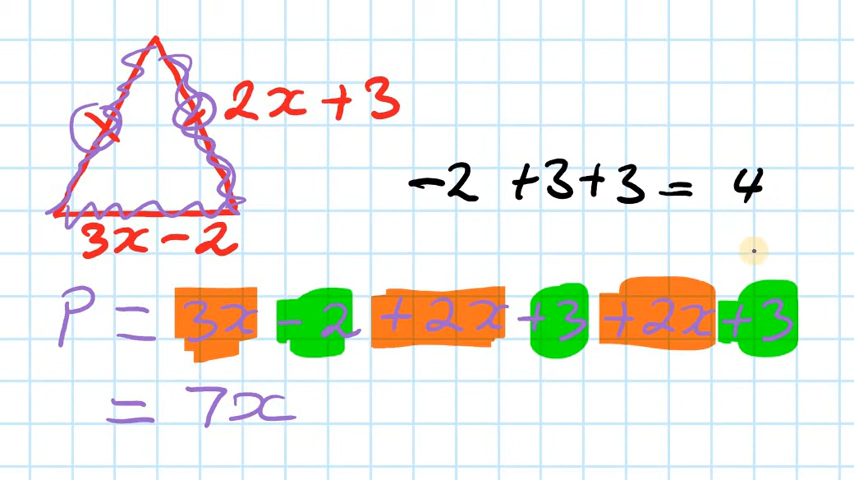 2x + 3
-2 +3+3 = 4
3x - 2
P = 3x - 2 + 2x + 3 + 2x + 3
= 7x